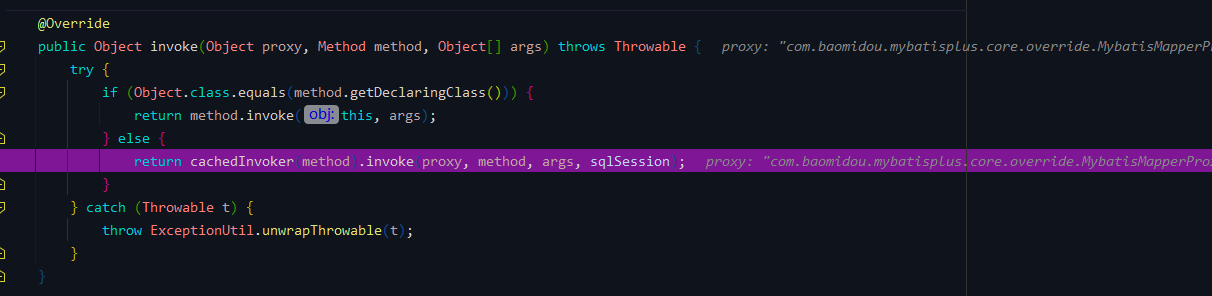 @Override
public Object invoke(Object proxy, Method method, Object[] args) throws Throwable {   proxy: "com.baomidou.mybatisplus.core.override.MybatisMapperPro
    try {
        if (Object.class.equals(method.getDeclaringClass())) {
            return method.invoke( obj: this, args);
        } else {
            return cachedInvoker(method).invoke(proxy, method, args, sqlSession);   proxy: "com.baomidou.mybatisplus.core.override.MybatisMapperProx
        }
    } catch (Throwable t) {
        throw ExceptionUtil.unwrapThrowable(t);
    }
}